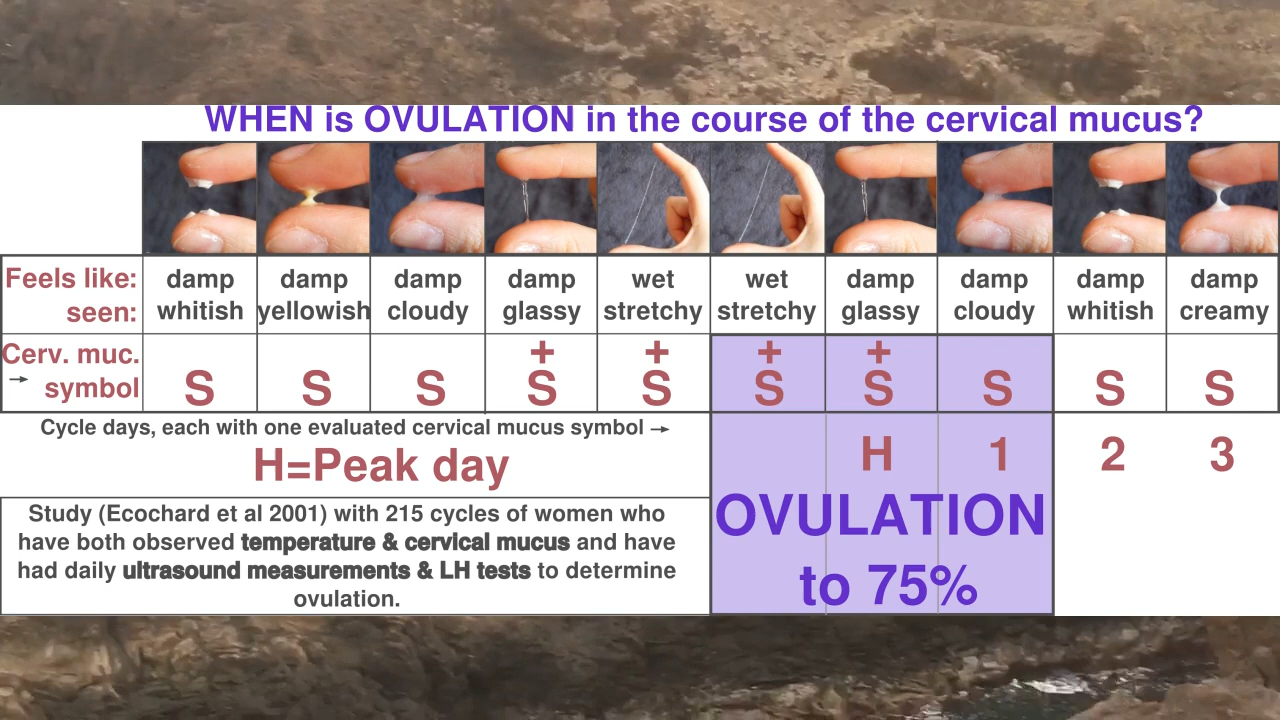 WHEN is OVULATION in the course of the cervical mucus?
Feels like: damp damp damp damp wet wet damp damp damp damp
seen: whitish yellowish cloudy glassy stretchy stretchy glassy cloudy whitish creamy
Cerv. muc. + + + +
→ symbol S S S S S S S S S S
Cycle days, each with one evaluated cervical mucus symbol →
H=Peak day
H 1 2 3
Study (Ecochard et al 2001) with 215 cycles of women who
have both observed temperature & cervical mucus and have
had daily ultrasound measurements & LH tests to determine
ovulation.
OVULATION
to 75%